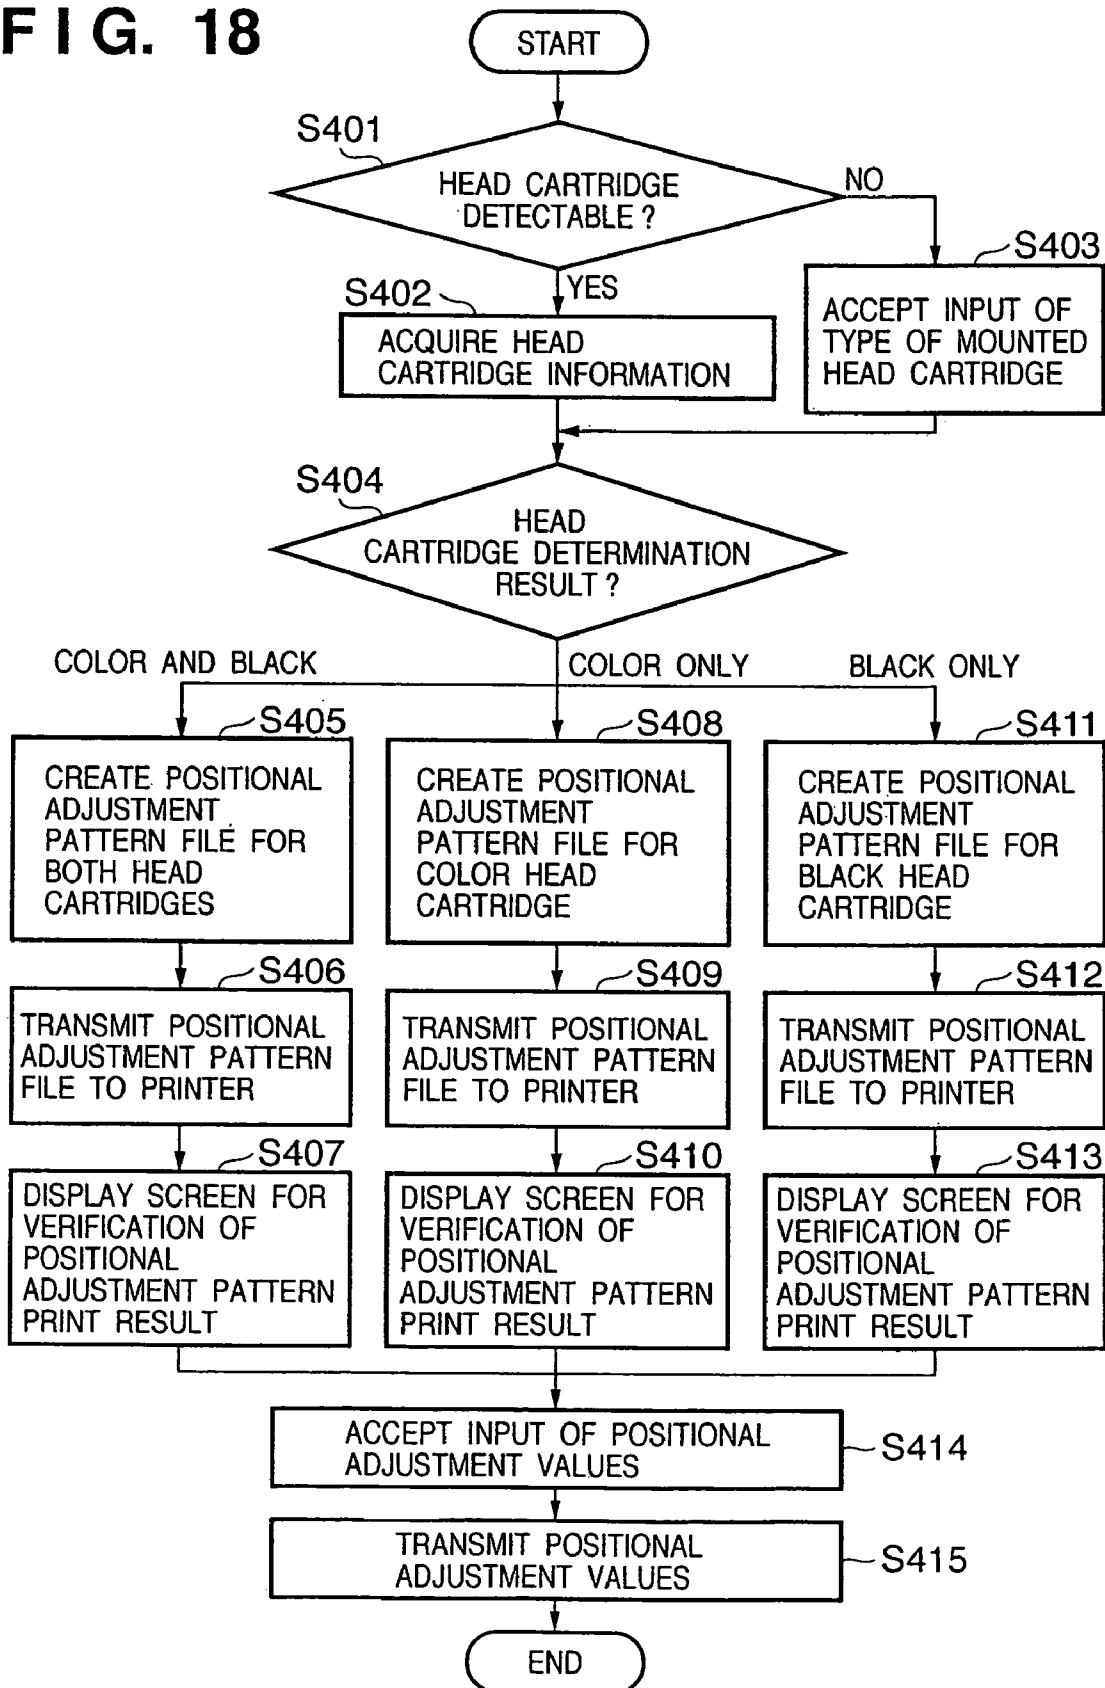 FIG. 18
START
S401
HEAD CARTRIDGE
DETECTABLE ?
NO
YES
S402
ACQUIRE HEAD
CARTRIDGE INFORMATION
S403
ACCEPT INPUT OF
TYPE OF MOUNTED
HEAD CARTRIDGE
S404
HEAD
CARTRIDGE DETERMINATION
RESULT ?
COLOR AND BLACK
COLOR ONLY
BLACK ONLY
S405
CREATE POSITIONAL
ADJUSTMENT
PATTERN FILE FOR
BOTH HEAD
CARTRIDGES
S408
CREATE POSITIONAL
ADJUSTMENT
PATTERN FILE FOR
COLOR HEAD
CARTRIDGE
S411
CREATE POSITIONAL
ADJUSTMENT
PATTERN FILE FOR
BLACK HEAD
CARTRIDGE
S406
TRANSMIT POSITIONAL
ADJUSTMENT PATTERN
FILE TO PRINTER
S409
TRANSMIT POSITIONAL
ADJUSTMENT PATTERN
FILE TO PRINTER
S412
TRANSMIT POSITIONAL
ADJUSTMENT PATTERN
FILE TO PRINTER
S407
DISPLAY SCREEN FOR
VERIFICATION OF
POSITIONAL
ADJUSTMENT PATTERN
PRINT RESULT
S410
DISPLAY SCREEN FOR
VERIFICATION OF
POSITIONAL
ADJUSTMENT PATTERN
PRINT RESULT
S413
DISPLAY SCREEN FOR
VERIFICATION OF
POSITIONAL
ADJUSTMENT PATTERN
PRINT RESULT
ACCEPT INPUT OF POSITIONAL
ADJUSTMENT VALUES
S414
TRANSMIT POSITIONAL
ADJUSTMENT VALUES
S415
END